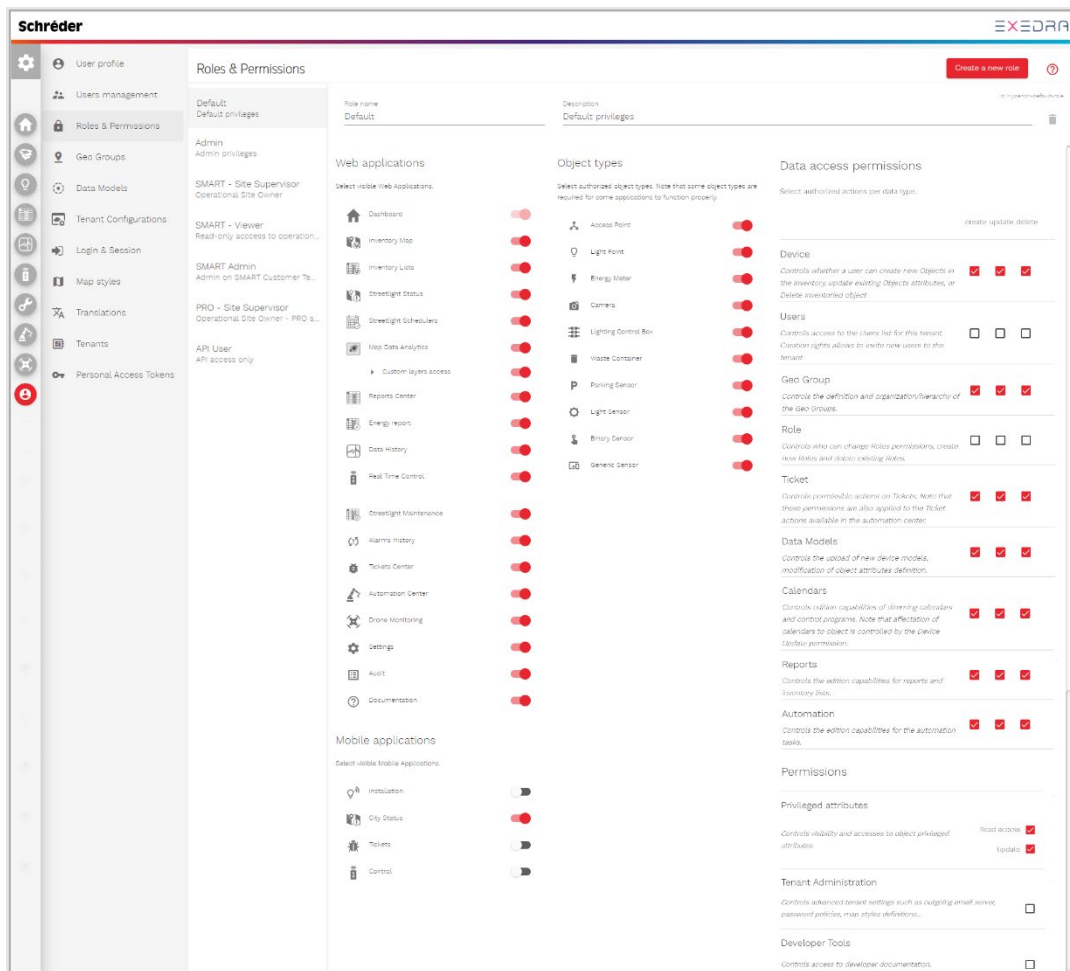 Schréder
EXEDRA
User profile
Users management
Roles & Permissions
Geo Groups
Data Models
Tenant Configurations
Login & Session
Map styles
Translations
Tenants
Personal Access Tokens
Roles & Permissions
Create a new role
Default
Default privileges
Admin
Admin privileges
SMART - Site Supervisor
Operational Site Owner
SMART - Viewer
Read-only acccess to operation...
SMART Admin
Admin on SMART Customer Te...
PRO - Site Supervisor
Operational Site Owner - PRO s...
API User
API access only
Role name
Default
Description
Default privileges
Web applications
Select visible Web Applications.
Dashboard
Inventory Map
Inventory Lists
Streetlight Status
Streetlight Schedulers
Map Data Analytics
Custom layers access
Reports Center
Energy report
Data History
Real Time Control
Streetlight Maintenance
Alarms History
Tickets Center
Automation Center
Drone Monitoring
Settings
Audit
Documentation
Mobile applications
Select visible Mobile Applications.
Installation
City Status
Tickets
Control
Object types
Select authorized object types. Note that some object types are
required for some applications to function properly.
Access Point
Light Point
Energy Meter
Camera
Lighting Control Box
Waste Container
Parking Sensor
Light Sensor
Binary Sensor
Generic Sensor
Data access permissions
Select authorized actions per data type.
create update delete
Device
Controls whether a user can create new Objects in
the inventory, update existing Objects attributes, or
Delete inventoried object
Users
Controls access to the Users list for this tenant.
Creation rights allows to invite new users to the
tenant.
Geo Group
Controls the definition and organization/hierarchy of
the Geo Groups.
Role
Controls who can change Roles permissions, create
new Roles and delete existing Roles.
Ticket
Controls permissible actions on Tickets. Note that
these permissions are also applied to the Ticket
actions available in the automation center.
Data Models
Controls the upload of new device models,
modification of object attributes definition.
Calendars
Controls edition capabilities of dimming calendars
and control programs. Note that affectation of
calendars to object is controlled by the Device
Update permission.
Reports
Controls the edition capabilities for reports and
inventory lists.
Automation
Controls the edition capabilities for the automation
tasks.
Permissions
Privileged attributes
Controls visibility and accesses to object privileged
attributes.
Read access
Update
Tenant Administration
Controls advanced tenant settings such as outgoing email server,
password policies, map styles definitions...
Developer Tools
Controls access to developer documentation.